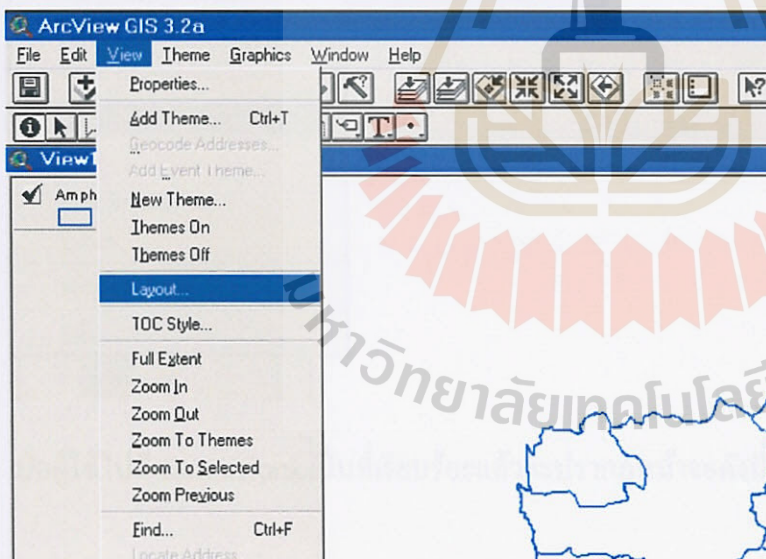 ArcView GIS 3.2a
File Edit View Theme Graphics Window Help
Properties...
Add Theme... Ctrl+T
Geocode Addresses...
Add Event Theme...
New Theme...
Themes On
Themes Off
Layout...
TOC Style...
Full Extent
Zoom In
Zoom Out
Zoom To Themes
Zoom To Selected
Zoom Previous
Find... Ctrl+F
Locate Address
View1
Amph
มหาวิทยาลัยเทคโนโลยี